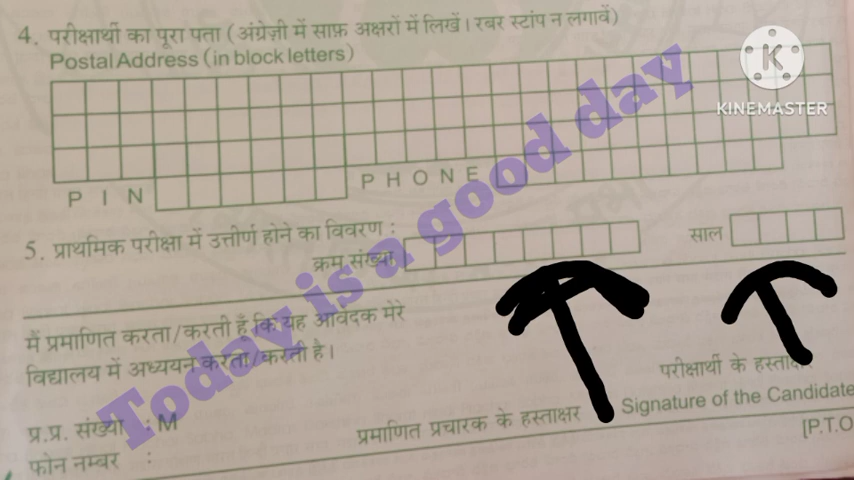 4. परीक्षार्थी का पूरा पता (अंग्रेज़ी में साफ़ अक्षरों में लिखें। रबर स्टांप न लगावें)
Postal Address (in block letters)
KINEMASTER
PIN
PHONE
5. प्राथमिक परीक्षा में उत्तीर्ण होने का विवरण :
क्रम संख्या
साल
Today is a good day
मैं प्रमाणित करता/करती हूँ कि यह आवेदक मेरे
विद्यालय में अध्ययन करता/करती है।
परीक्षार्थी के हस्ताक्षर
Signature of the Candidate
प्र.प्र. संख्या : M
प्रमाणित प्रचारक के हस्ताक्षर
[P.T.O
फोन नम्बर :